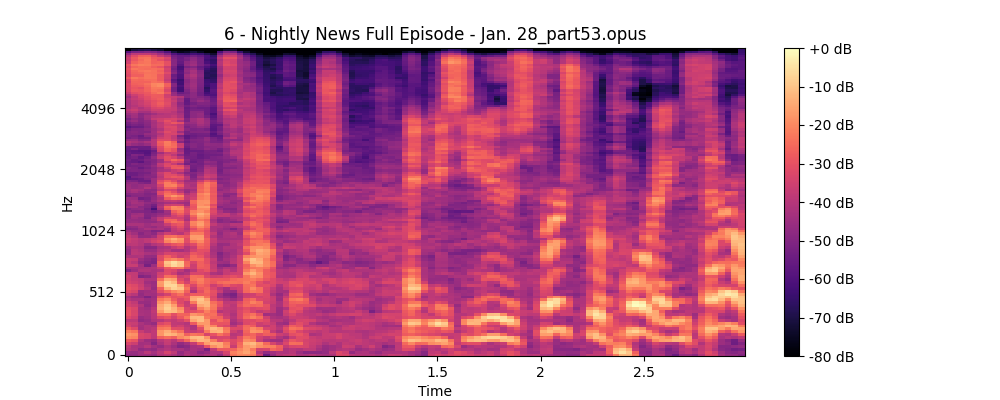 6 - Nightly News Full Episode - Jan. 28_part53.opus
Hz
4096
2048
1024
512
0
0
0.5
1
1.5
2
2.5
Time
+0 dB
-10 dB
-20 dB
-30 dB
-40 dB
-50 dB
-60 dB
-70 dB
-80 dB